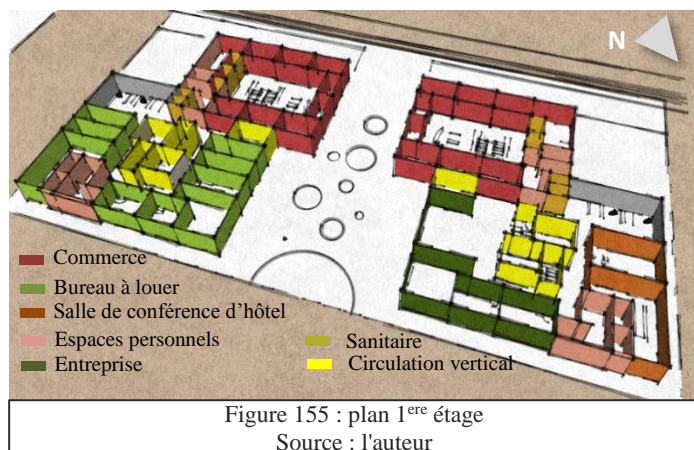 N
Commerce
Bureau à louer
Salle de conférence d’hôtel
Espaces personnels
Entreprise
Sanitaire
Circulation vertical
Figure 155 : plan 1ere étage
Source : l'auteur